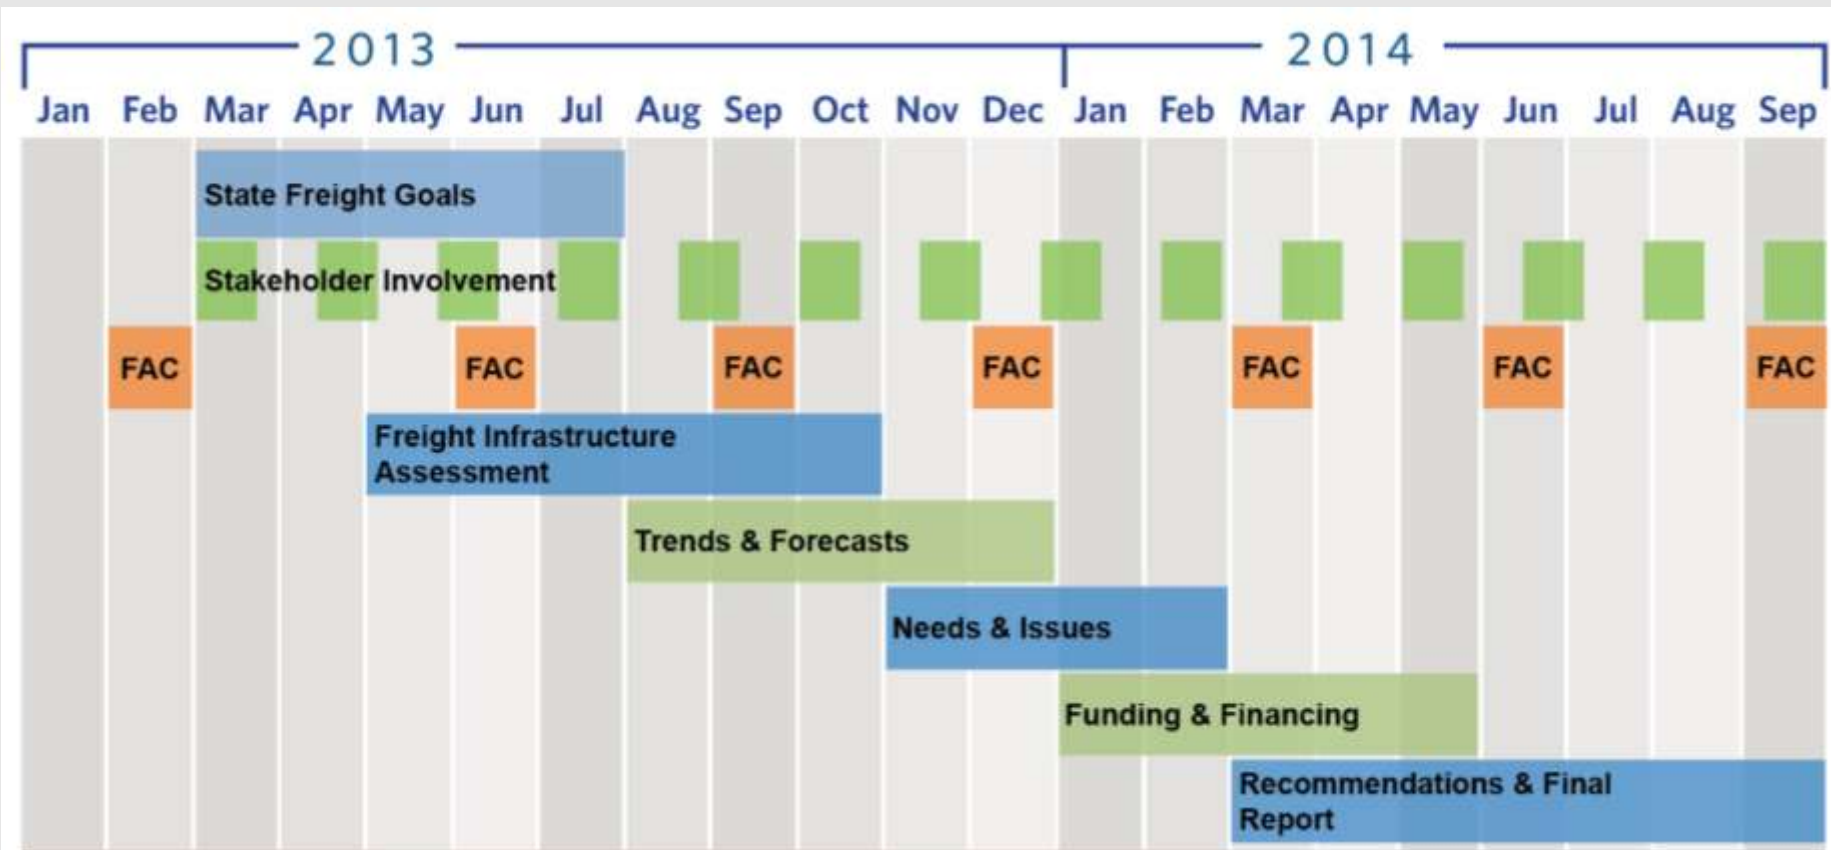 2013 2014
Jan Feb Mar Apr May Jun Jul Aug Sep Oct Nov Dec Jan Feb Mar Apr May Jun Jul Aug Sep
State Freight Goals
Stakeholder Involvement
FAC FAC FAC FAC FAC FAC FAC
Freight Infrastructure
Assessment
Trends & Forecasts
Needs & Issues
Funding & Financing
Recommendations & Final
Report